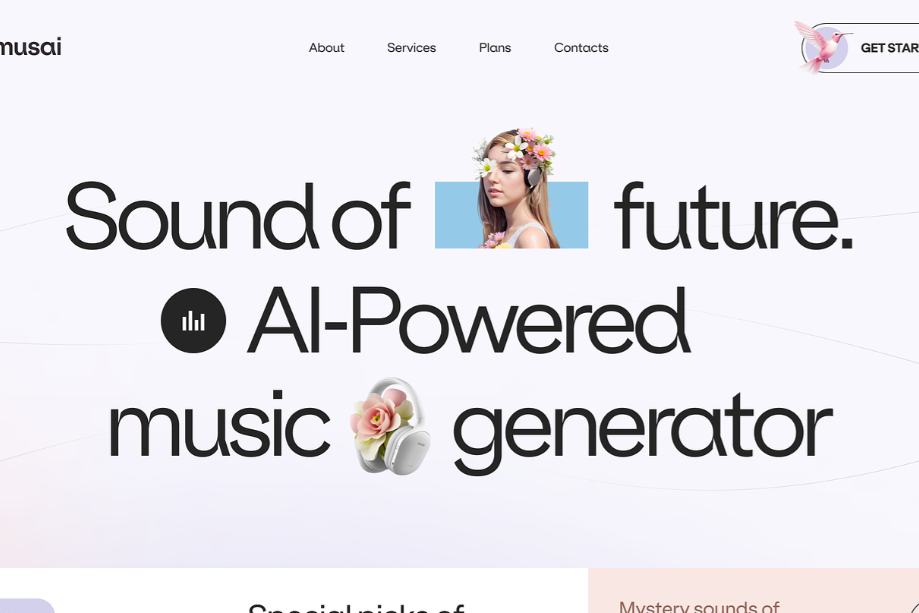 musai
About
Services
Plans
Contacts
GET STAR
Sound of future.
AI-Powered
music generator
Special picks of
Mystery sounds of